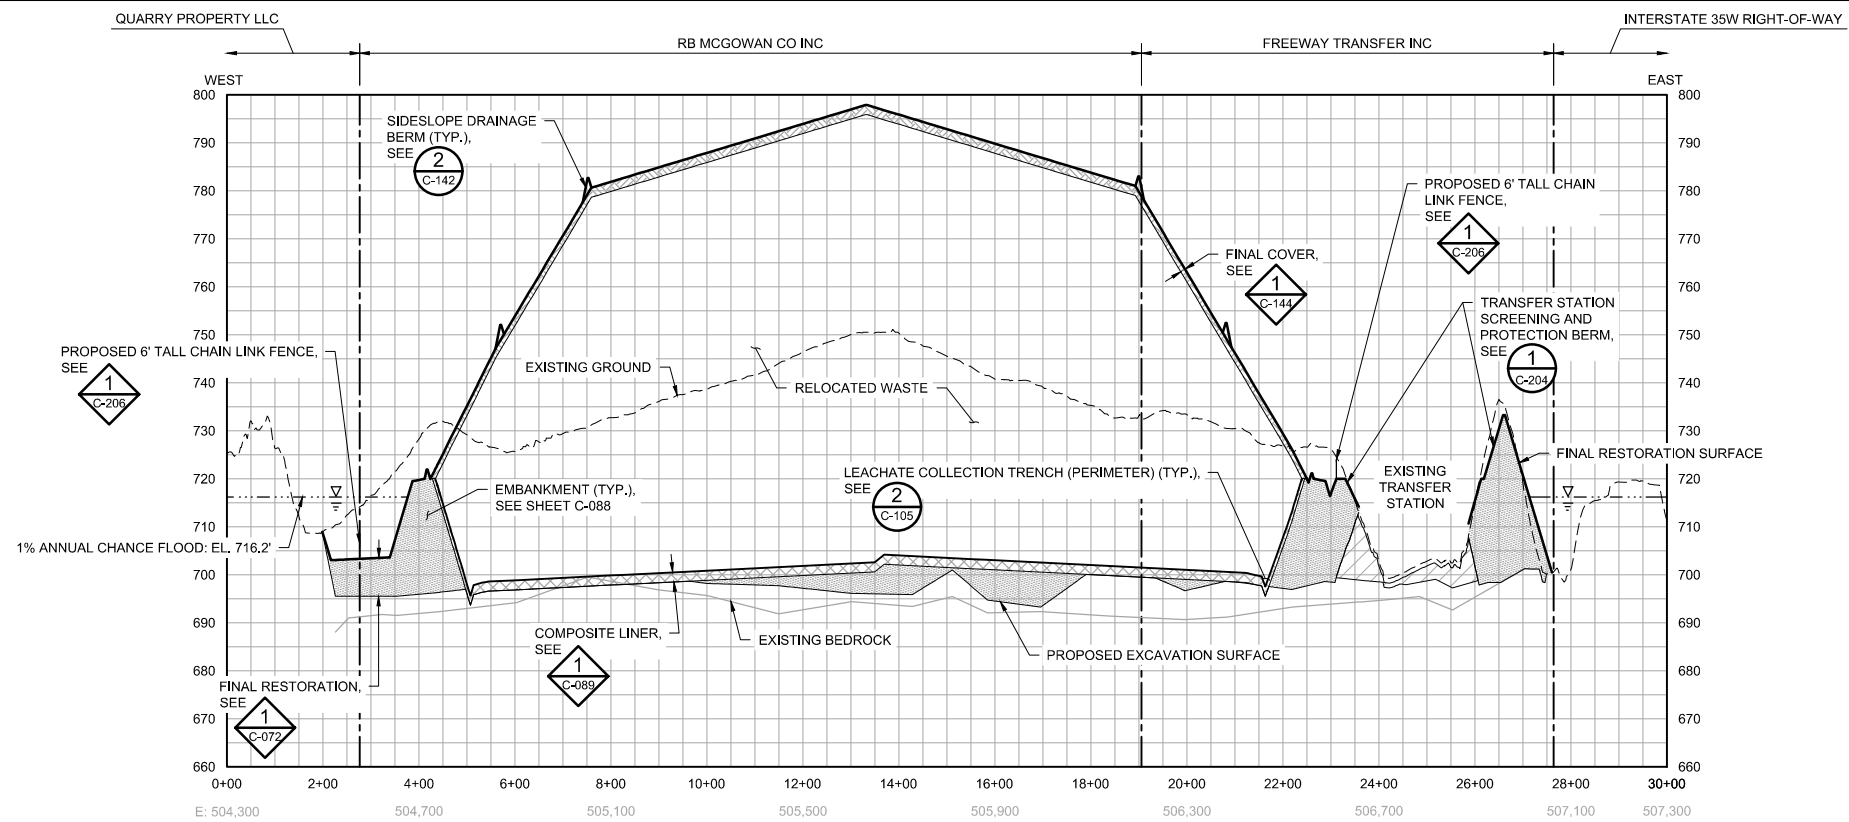 QUARRY PROPERTY LLC
INTERSTATE 35W RIGHT-OF-WAY
RB MCGOWAN CO INC
FREEWAY TRANSFER INC
WEST
EAST
800
790
780
770
760
750
740
730
720
710
700
690
680
670
660
800
790
780
770
760
750
740
730
720
710
700
690
680
670
660
SIDESLOPE DRAINAGE
BERM (TYP.),
SEE
2
C-142
PROPOSED 6' TALL CHAIN
LINK FENCE,
SEE
1
C-206
FINAL COVER,
SEE
1
C-144
TRANSFER STATION
SCREENING AND
PROTECTION BERM,
SEE
1
C-204
PROPOSED 6' TALL CHAIN LINK FENCE,
SEE
1
C-206
EXISTING GROUND
RELOCATED WASTE
FINAL RESTORATION SURFACE
LEACHATE COLLECTION TRENCH (PERIMETER) (TYP.),
SEE
2
C-105
EXISTING
TRANSFER
STATION
EMBANKMENT (TYP.),
SEE SHEET C-088
1% ANNUAL CHANCE FLOOD: EL. 716.2'
COMPOSITE LINER,
SEE
1
C-089
EXISTING BEDROCK
PROPOSED EXCAVATION SURFACE
FINAL RESTORATION,
SEE
1
C-072
0+00 2+00 4+00 6+00 8+00 10+00 12+00 14+00 16+00 18+00 20+00 22+00 24+00 26+00 28+00 30+00
E: 504,300 504,700 505,100 505,500 505,900 506,300 506,700 507,100 507,300